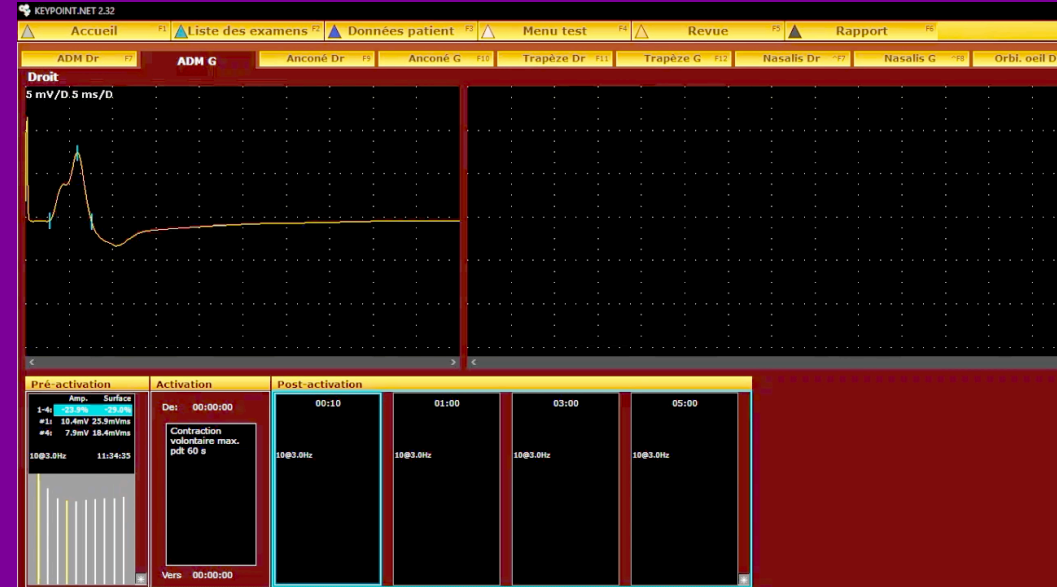 KEYPOINT.NET 2.32
Accueil F1 Liste des examens F2 Données patient F3 Menu test F4 Revue F5 Rapport F6
ADM Dr F7 ADM G Anconé Dr F9 Anconé G F10 Trapèze Dr F11 Trapèze G F12 Nasalis Dr ^F7 Nasalis G ^F8 Orbi. oeil D
Droit
5 mV/D 5 ms/D
Pré-activation Activation Post-activation
Amp. Surface
1-4: -23.9% -29.0%
#1: 10.4mV 25.9mVms
#4: 7.9mV 18.4mVms
10@3.0Hz 11:34:35
De: 00:00:00
Contraction
volontaire max.
pdt 60 s
Vers 00:00:00
00:10 01:00 03:00 05:00
10@3.0Hz 10@3.0Hz 10@3.0Hz 10@3.0Hz